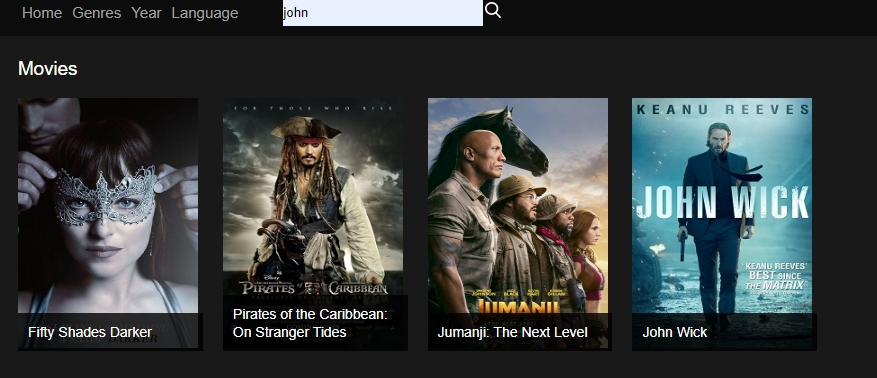 Home Genres Year Language
john
Movies
Fifty Shades Darker
FOR THOSE WHO RISE
Disney
PIRATES OF THE CARIBBEAN
Pirates of the Caribbean:
On Stranger Tides
JUMANJI
Jumanji: The Next Level
KEANU REEVES
JOHN WICK
KEANU REEVES'
BEST SINCE
THE MATRIX
John Wick